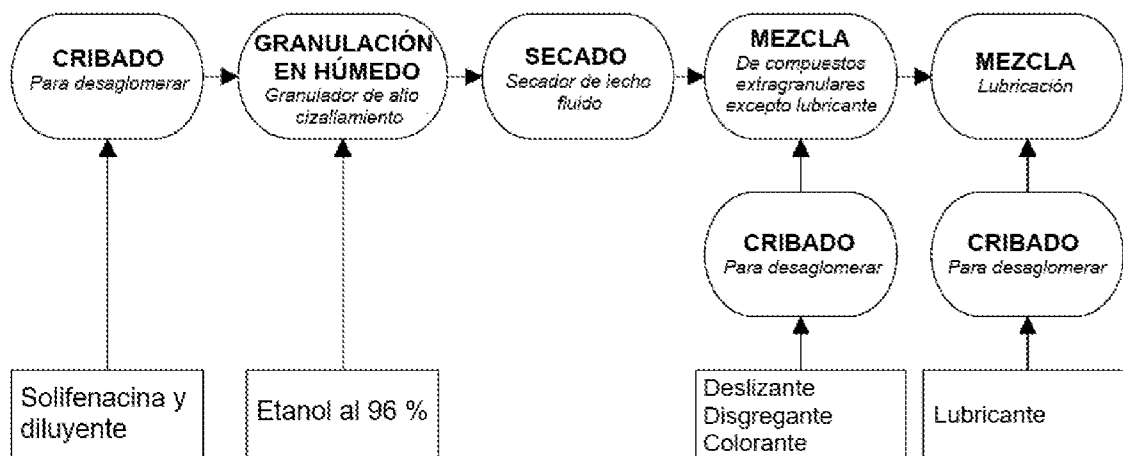 CRIBADO
Para desaglomerar
GRANULACIÓN
EN HÚMEDO
Granulador de alto
cizallamiento
SECADO
Secador de lecho
fluido
MEZCLA
De compuestos
extragranulares
excepto lubricante
MEZCLA
Lubricación
CRIBADO
Para desaglomerar
CRIBADO
Para desaglomerar
Solifenacina y
diluyente
Etanol al 96 %
Deslizante
Disgregante
Colorante
Lubricante